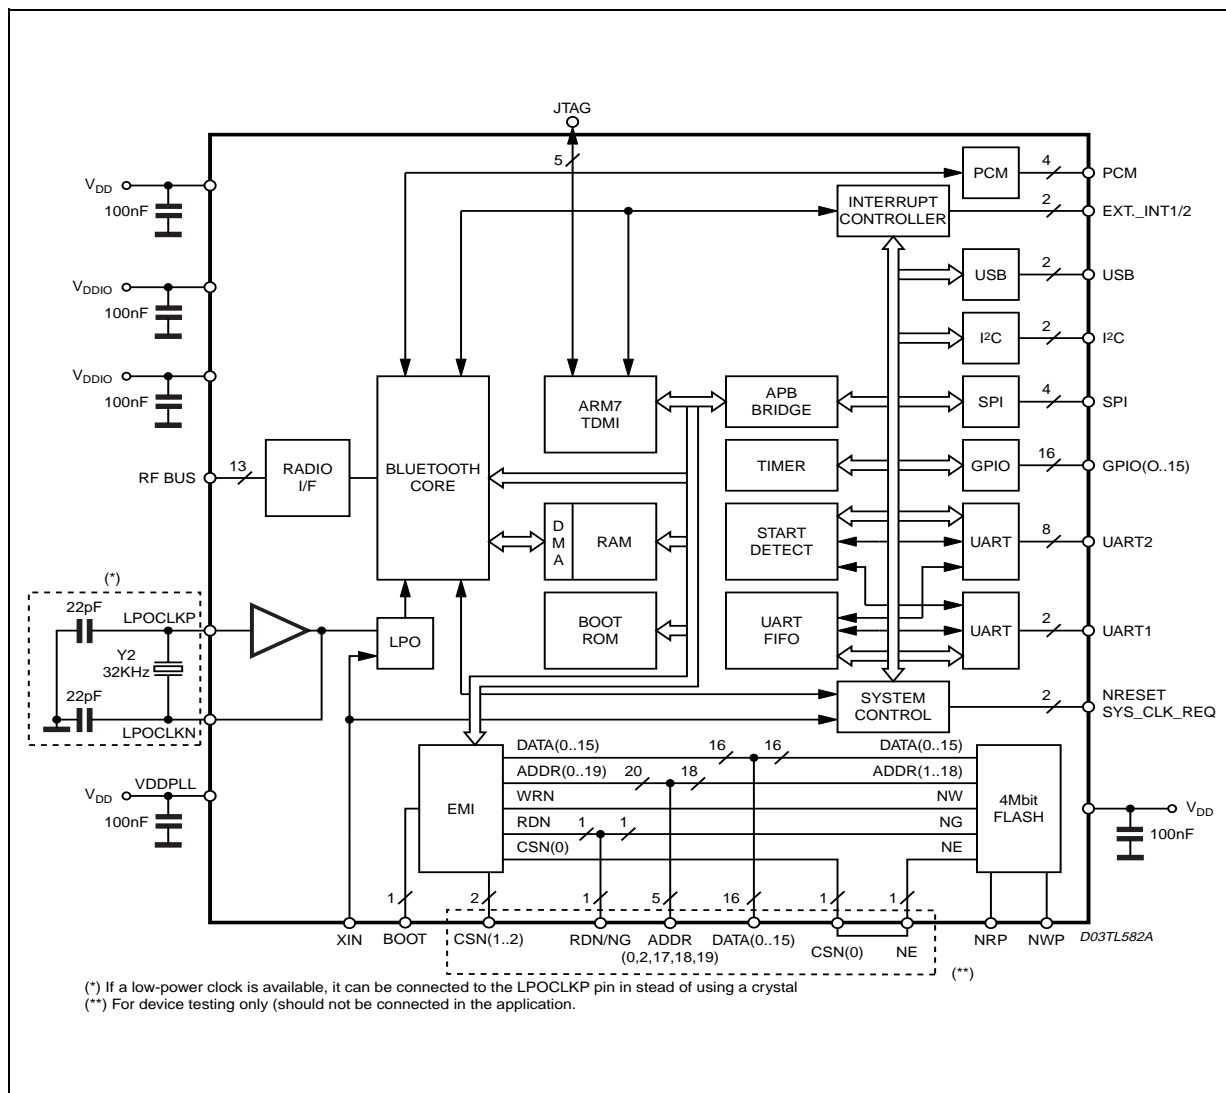 JTAG
5
PCM
4
PCM
V_DD
100nF
INTERRUPT
CONTROLLER
2
EXT._INT1/2
USB
2
USB
V_DDIO
100nF
I²C
2
I²C
V_DDIO
100nF
ARM7
TDMI
APB
BRIDGE
SPI
4
SPI
RF BUS
13
RADIO
I/F
BLUETOOTH
CORE
TIMER
GPIO
16
GPIO(O..15)
D
M
A
RAM
START
DETECT
UART
8
UART2
(*)
22pF
LPOCLKP
Y2
32KHz
22pF
LPOCLKN
LPO
BOOT
ROM
UART
FIFO
UART
2
UART1
SYSTEM
CONTROL
2
NRESET
SYS_CLK_REQ
V_DD
VDDPLL
100nF
EMI
DATA(0..15)
16
16
DATA(0..15)
ADDR(0..19)
20
18
ADDR(1..18)
WRN
NW
RDN
1
1
NG
CSN(0)
NE
4Mbit
FLASH
V_DD
100nF
1
2
1
5
16
1
1
XIN
BOOT
CSN(1..2)
RDN/NG
ADDR
(0,2,17,18,19)
DATA(0..15)
CSN(0)
NE
NRP
NWP
D03TL582A
(**)
(*) If a low-power clock is available, it can be connected to the LPOCLKP pin in stead of using a crystal
(**) For device testing only (should not be connected in the application.